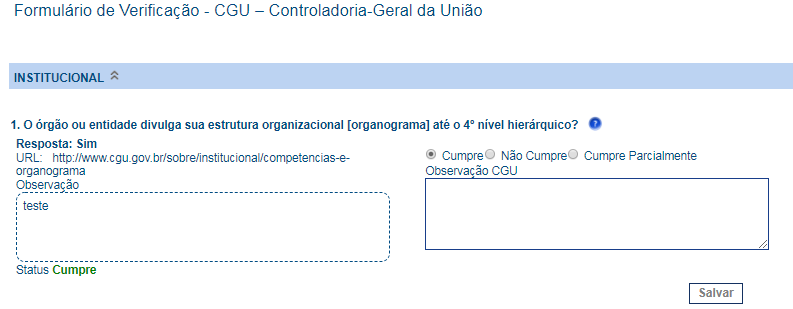 Formulário de Verificação - CGU – Controladoria-Geral da União
INSTITUCIONAL
1. O órgão ou entidade divulga sua estrutura organizacional [organograma] até o 4º nível hierárquico?
Resposta: Sim
URL: http://www.cgu.gov.br/sobre/institucional/competencias-e-
organograma
Observação
teste
Status Cumpre
Cumpre Não Cumpre Cumpre Parcialmente
Observação CGU
Salvar